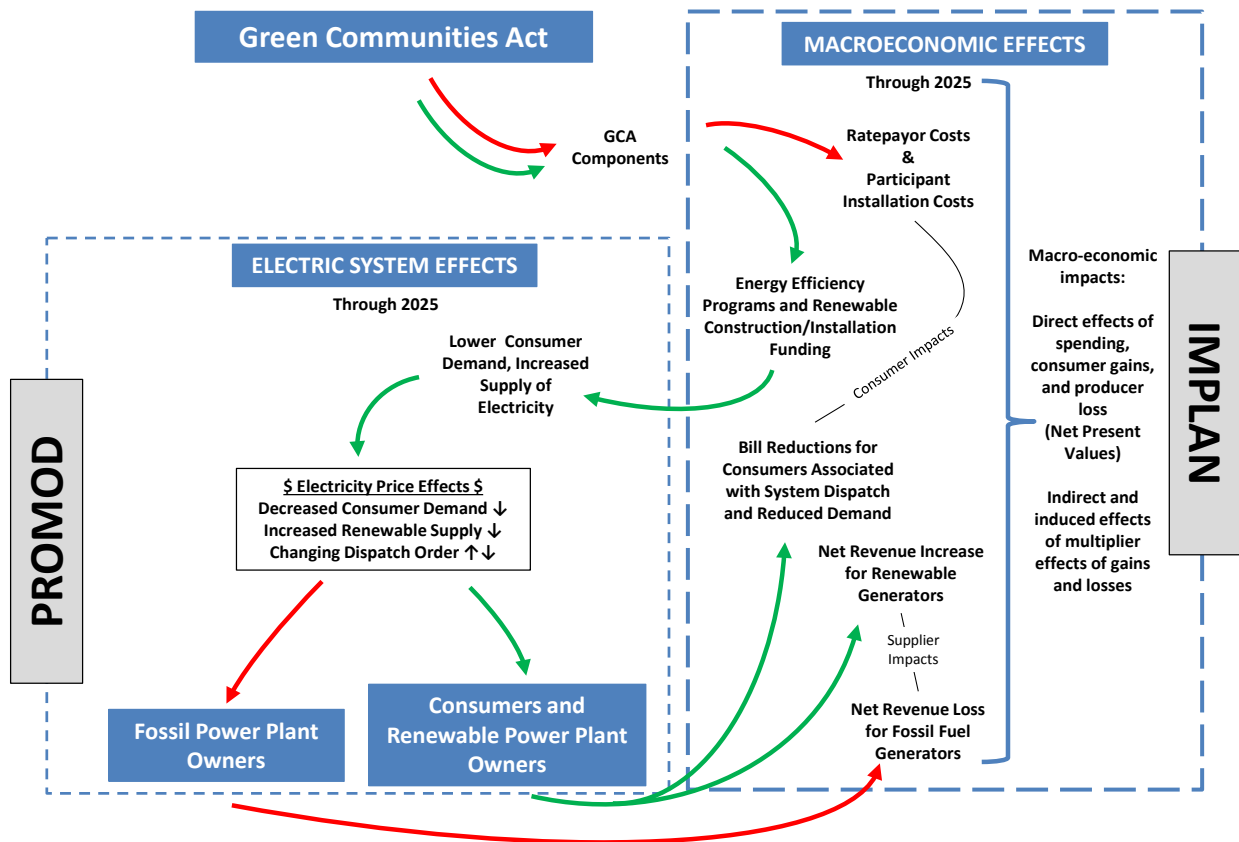 Green Communities Act
GCA
Components
MACROECONOMIC EFFECTS
Through 2025
Ratepayor Costs
&
Participant
Installation Costs
Energy Efficiency
Programs and Renewable
Construction/Installation
Funding
Consumer Impacts
Bill Reductions for
Consumers Associated
with System Dispatch
and Reduced Demand
Net Revenue Increase
for Renewable
Generators
Supplier
Impacts
Net Revenue Loss
for Fossil Fuel
Generators
Macro-economic
impacts:
Direct effects of
spending,
consumer gains,
and producer
loss
(Net Present
Values)
Indirect and
induced effects
of multiplier
effects of gains
and losses
IMPLAN
ELECTRIC SYSTEM EFFECTS
Through 2025
Lower Consumer
Demand, Increased
Supply of
Electricity
$ Electricity Price Effects $
Decreased Consumer Demand ↓
Increased Renewable Supply ↓
Changing Dispatch Order ↑↓
PROMOD
Fossil Power Plant
Owners
Consumers and
Renewable Power Plant
Owners